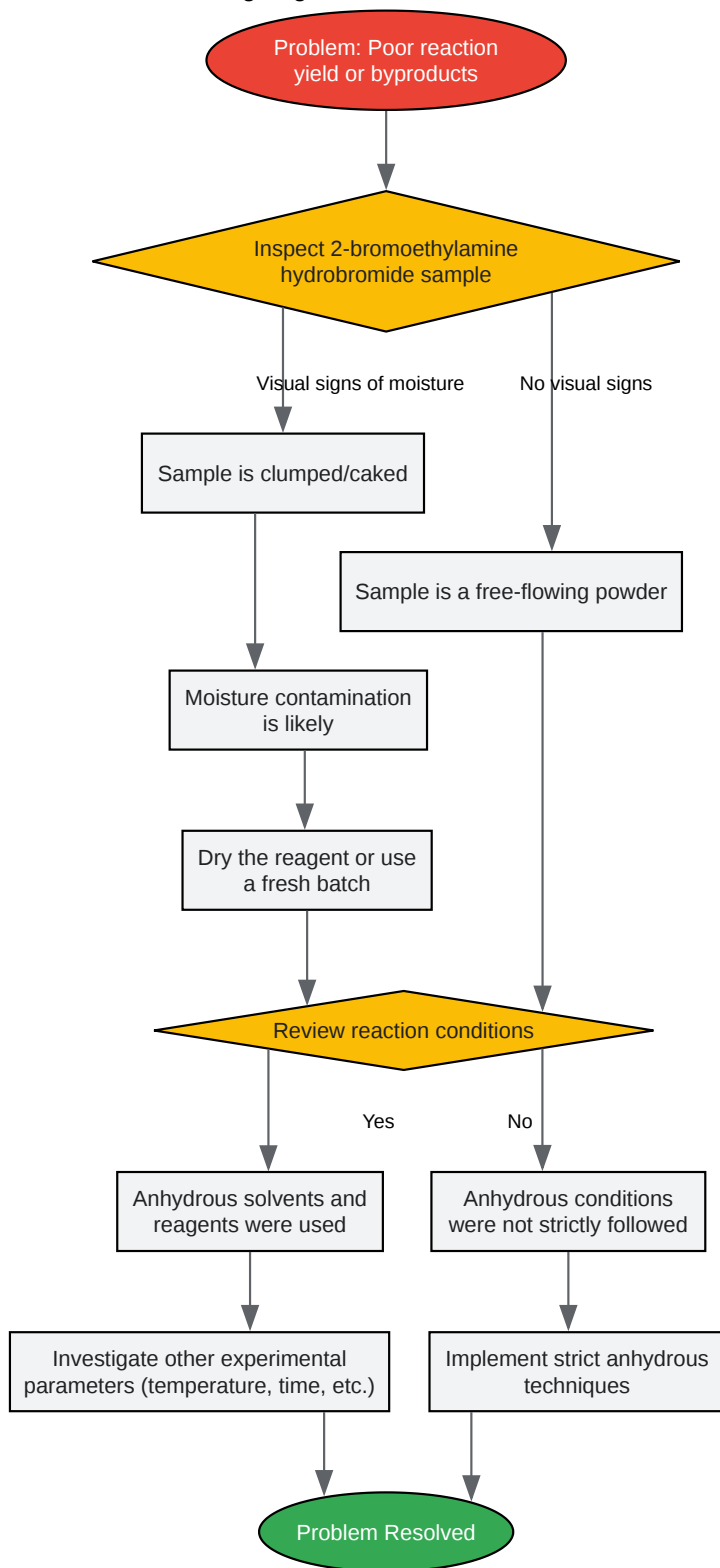 Problem: Poor reaction
yield or byproducts
Inspect 2-bromoethylamine
hydrobromide sample
Visual signs of moisture
No visual signs
Sample is clumped/caked
Sample is a free-flowing powder
Moisture contamination
is likely
Dry the reagent or use
a fresh batch
Review reaction conditions
Yes
No
Anhydrous solvents and
reagents were used
Anhydrous conditions
were not strictly followed
Investigate other experimental
parameters (temperature, time, etc.)
Implement strict anhydrous
techniques
Problem Resolved